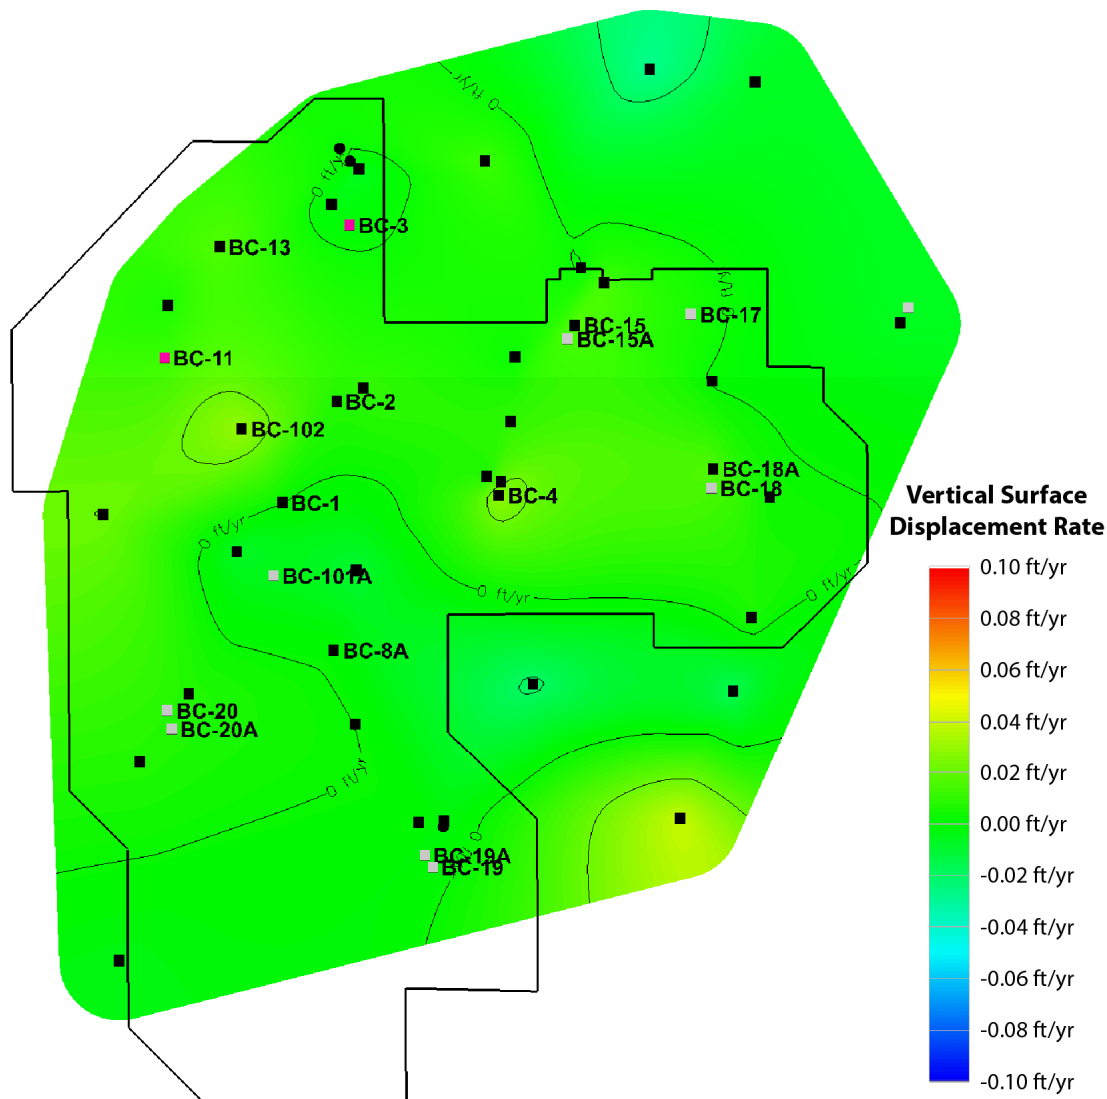 0 ft/yr
0 ft/yr
BC-3
BC-13
0
ft/yr
BC-17
BC-15
BC-15A
BC-11
BC-2
BC-102
BC-18A
BC-18
BC-4
BC-1
0 ft/yr
BC-101A
0 ft/yr
0 ft/yr
BC-8A
BC-20
BC-20A
0 ft/yr
0
BC-19A
BC-19
Vertical Surface
Displacement Rate
0.10 ft/yr
0.08 ft/yr
0.06 ft/yr
0.04 ft/yr
0.02 ft/yr
0.00 ft/yr
-0.02 ft/yr
-0.04 ft/yr
-0.06 ft/yr
-0.08 ft/yr
-0.10 ft/yr